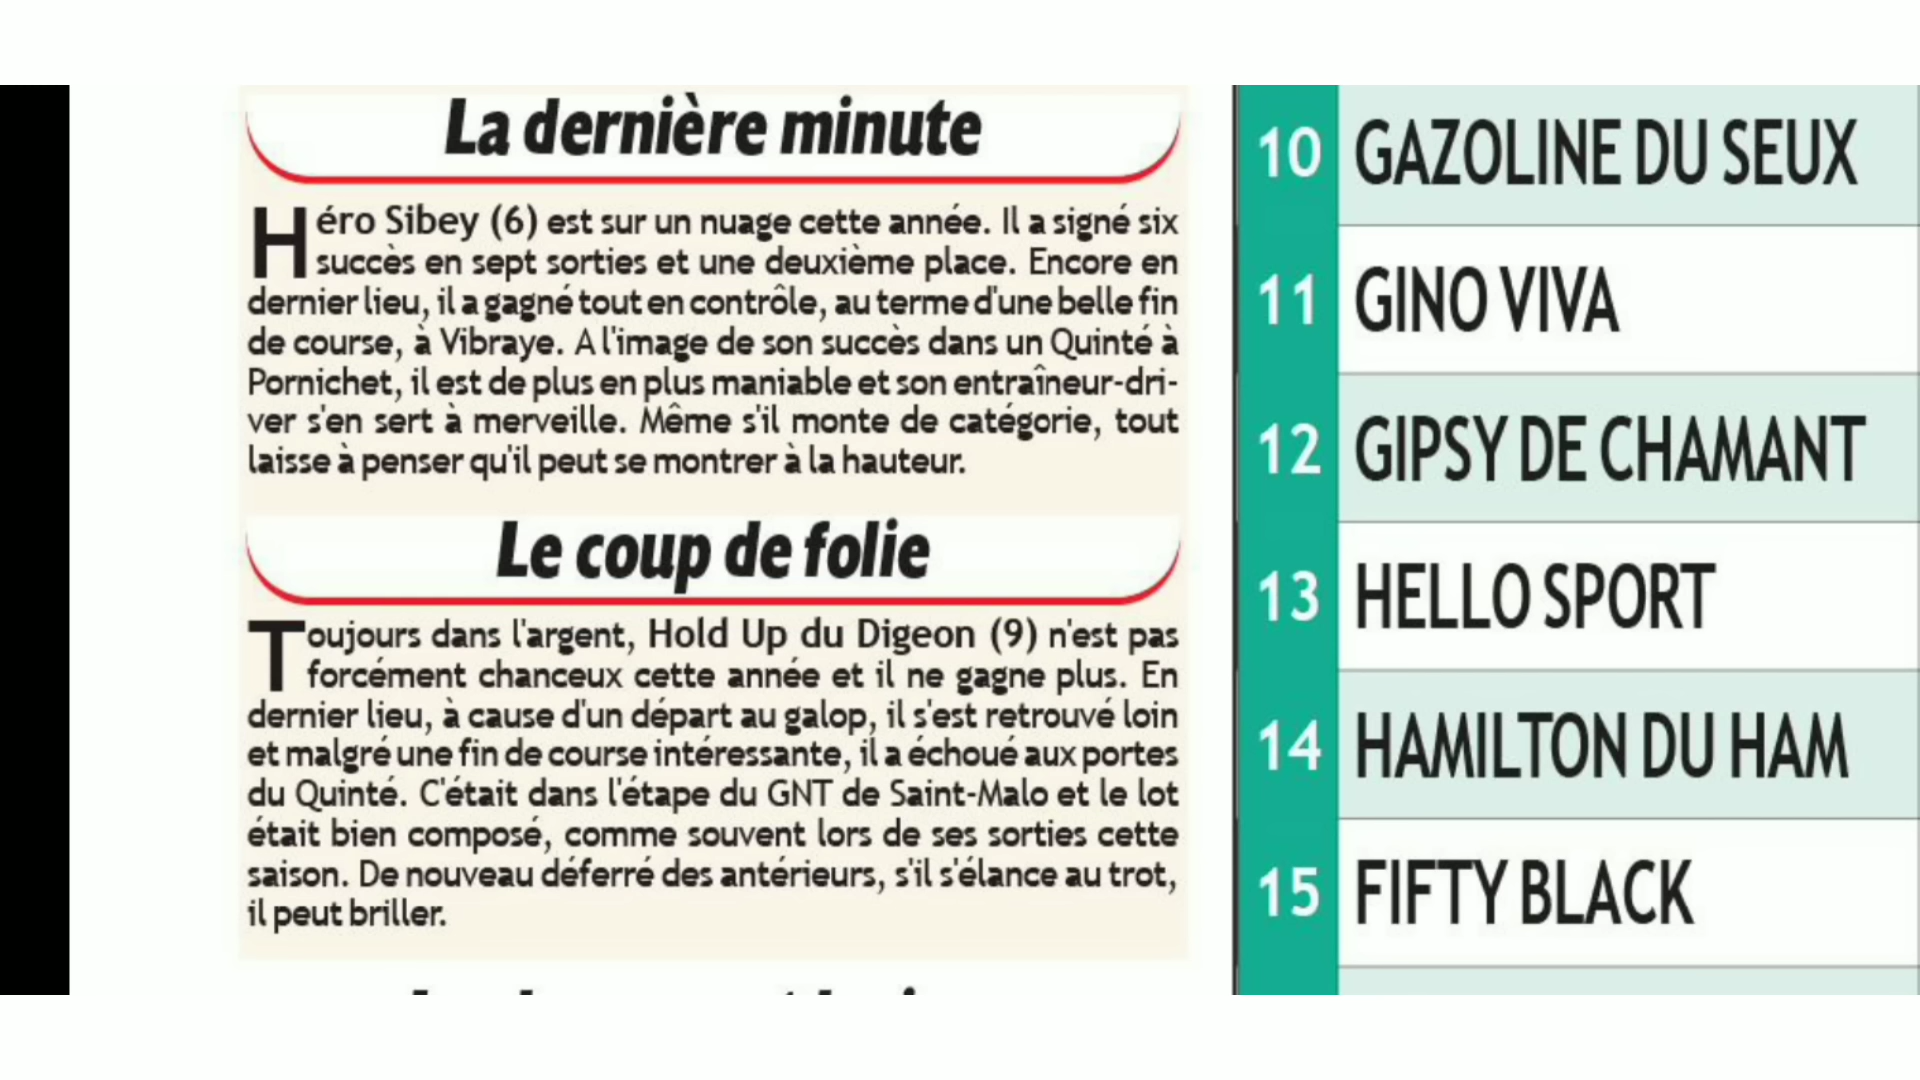 La dernière minute
Héro Sibey (6) est sur un nuage cette année. Il a signé six
succès en sept sorties et une deuxième place. Encore en
dernier lieu, il a gagné tout en contrôle, au terme d'une belle fin
de course, à Vibraye. A l'image de son succès dans un Quinté à
Pornichet, il est de plus en plus maniable et son entraîneur-dri-
ver s'en sert à merveille. Même s'il monte de catégorie, tout
laisse à penser qu'il peut se montrer à la hauteur.
Le coup de folie
Toujours dans l'argent, Hold Up du Digeon (9) n'est pas
forcément chanceux cette année et il ne gagne plus. En
dernier lieu, à cause d'un départ au galop, il s'est retrouvé loin
et malgré une fin de course intéressante, il a échoué aux portes
du Quinté. C'était dans l'étape du GNT de Saint-Malo et le lot
était bien composé, comme souvent lors de ses sorties cette
saison. De nouveau déferré des antérieurs, s'il s'élance au trot,
il peut briller.
10 GAZOLINE DU SEUX
11 GINO VIVA
12 GIPSY DE CHAMANT
13 HELLO SPORT
14 HAMILTON DU HAM
15 FIFTY BLACK